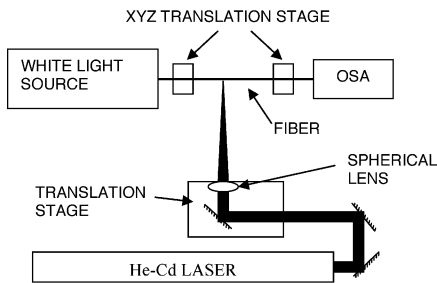 XYZ TRANSLATION STAGE
WHITE LIGHT
SOURCE
OSA
FIBER
SPHERICAL
LENS
TRANSLATION
STAGE
He-Cd LASER